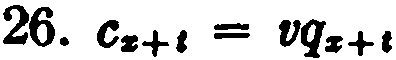 26. c_{x+t} = vq_{x+t}